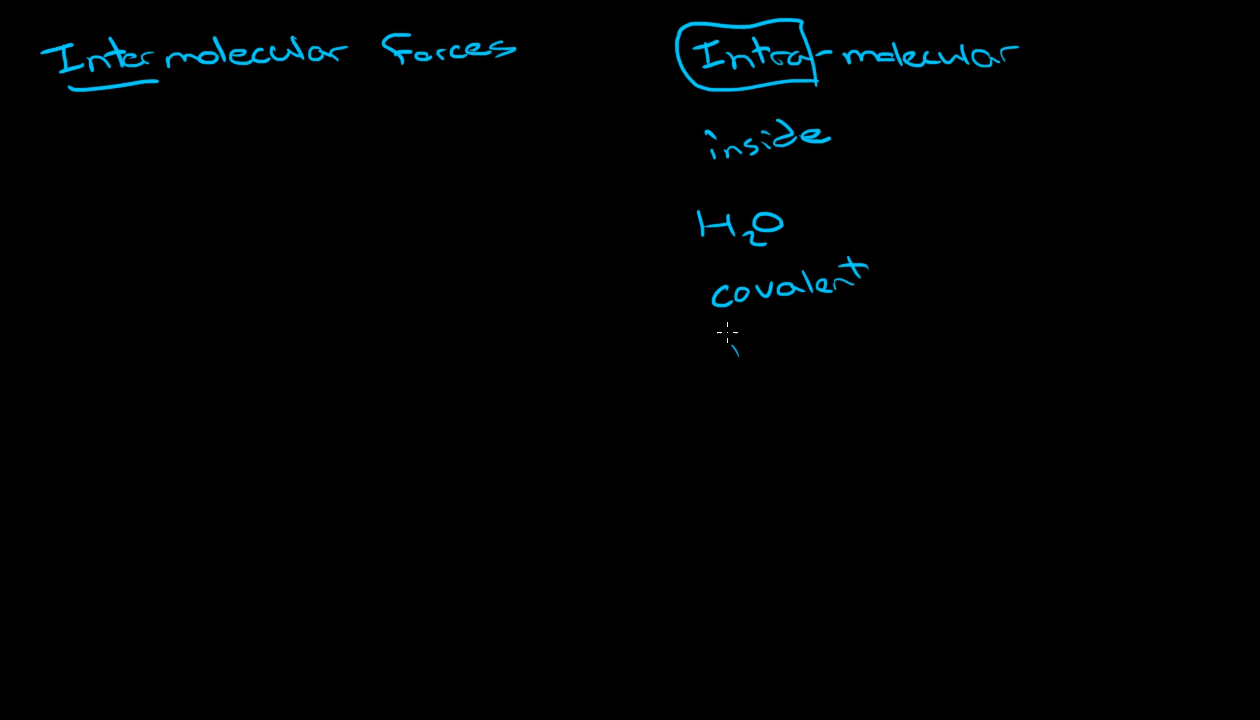 Intermolecular Forces
Intra-molecular
inside
H₂O
covalent